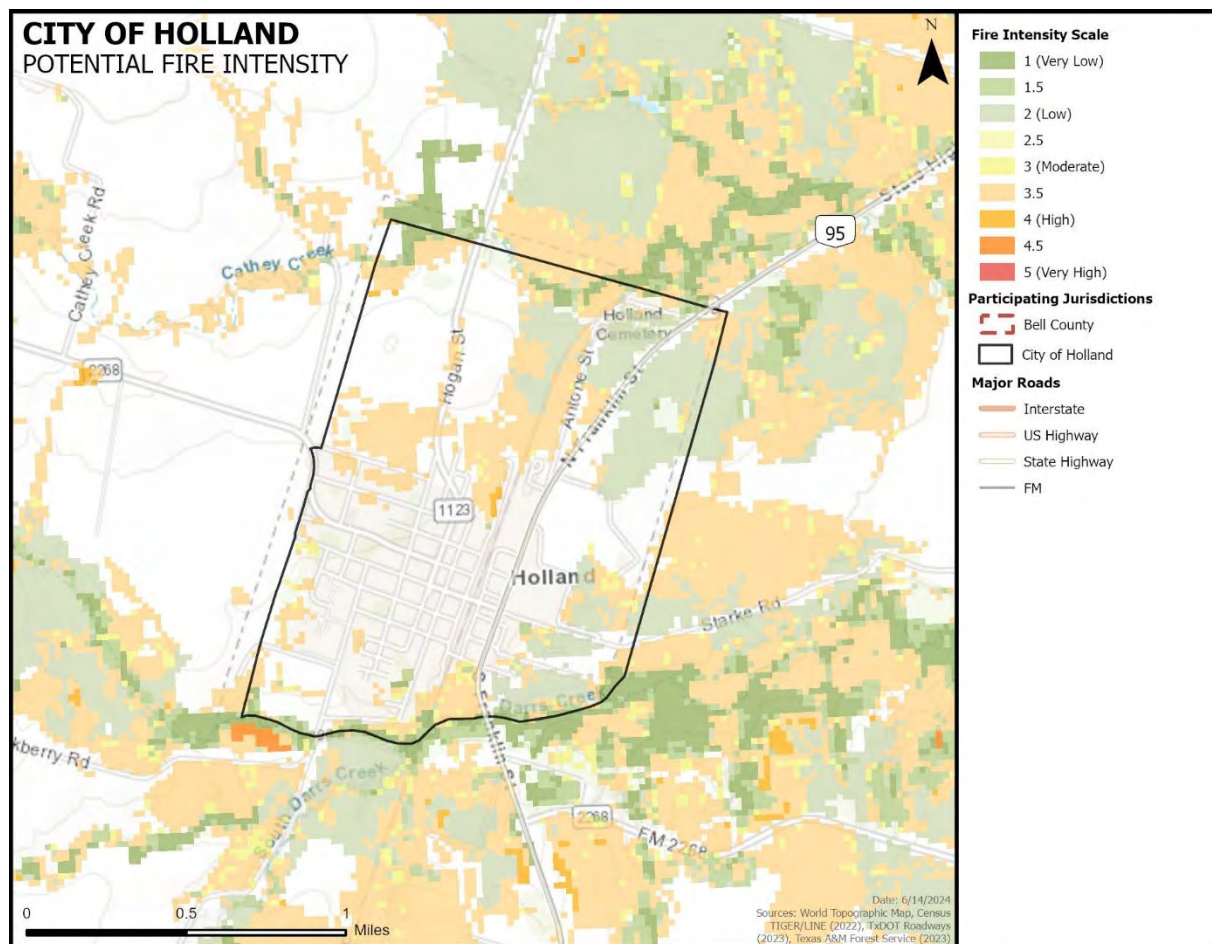 CITY OF HOLLAND
POTENTIAL FIRE INTENSITY
N
95
Cathey Creek Rd
Cathey Creek
Hogan St
Holland
Cemetery
Antone St
N Franklin St
2268
1123
Holland
Starke Rd
Darrs Creek
kberry Rd
South Darrs Creek
2268
FM 2268
0
0.5
1
Miles
Date: 6/14/2024
Sources: World Topographic Map, Census
TIGER/LINE (2022), TxDOT Roadways
(2023), Texas A&M Forest Service (2023)
Fire Intensity Scale
1 (Very Low)
1.5
2 (Low)
2.5
3 (Moderate)
3.5
4 (High)
4.5
5 (Very High)
Participating Jurisdictions
Bell County
City of Holland
Major Roads
Interstate
US Highway
State Highway
FM